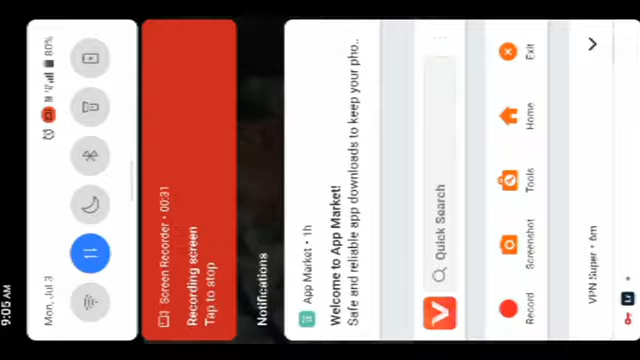 9:05 AM
Mon, Jul 3
80%
Screen Recorder • 00:31
Recording screen
Tap to stop
Notifications
App Market • 1h
Welcome to App Market!
Safe and reliable app downloads to keep your pho..
Quick Search
Record
Screenshot
Tools
Home
Exit
VPN Super • 6m